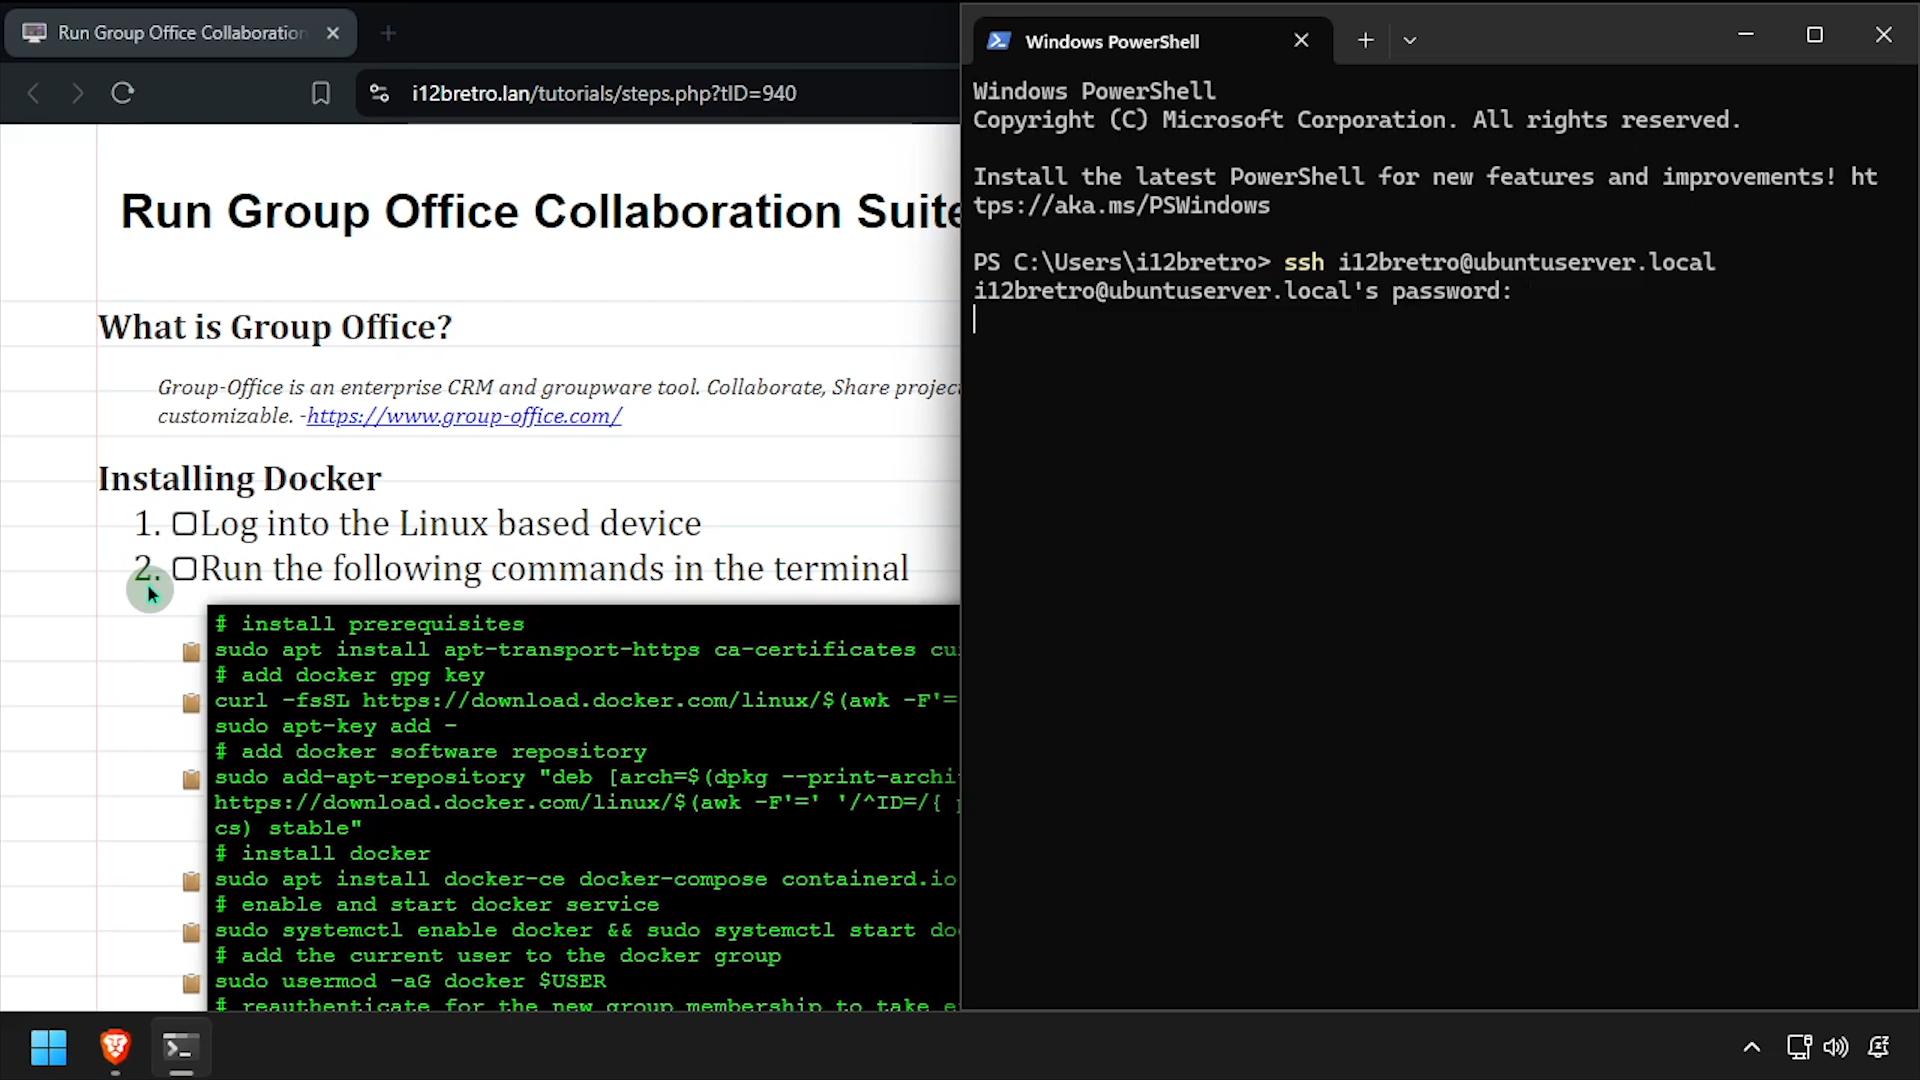 Run Group Office Collaboration
i12bretro.lan/tutorials/steps.php?tID=940
Run Group Office Collaboration Suite
What is Group Office?
Group-Office is an enterprise CRM and groupware tool. Collaborate, Share projec
customizable. -https://www.group-office.com/
Installing Docker
1. Log into the Linux based device
2. Run the following commands in the terminal
# install prerequisites
sudo apt install apt-transport-https ca-certificates cu
# add docker gpg key
curl -fsSL https://download.docker.com/linux/$(awk -F'=
sudo apt-key add -
# add docker software repository
sudo add-apt-repository "deb [arch=$(dpkg --print-archi
https://download.docker.com/linux/$(awk -F'=' '/^ID=/{ p
cs) stable"
# install docker
sudo apt install docker-ce docker-compose containerd.io
# enable and start docker service
sudo systemctl enable docker && sudo systemctl start do
# add the current user to the docker group
sudo usermod -aG docker $USER
# reauthenticate for the new group membership to take e
Windows PowerShell
Windows PowerShell
Copyright (C) Microsoft Corporation. All rights reserved.
Install the latest PowerShell for new features and improvements! ht
tps://aka.ms/PSWindows
PS C:\Users\i12bretro> ssh i12bretro@ubuntuserver.local
i12bretro@ubuntuserver.local's password: